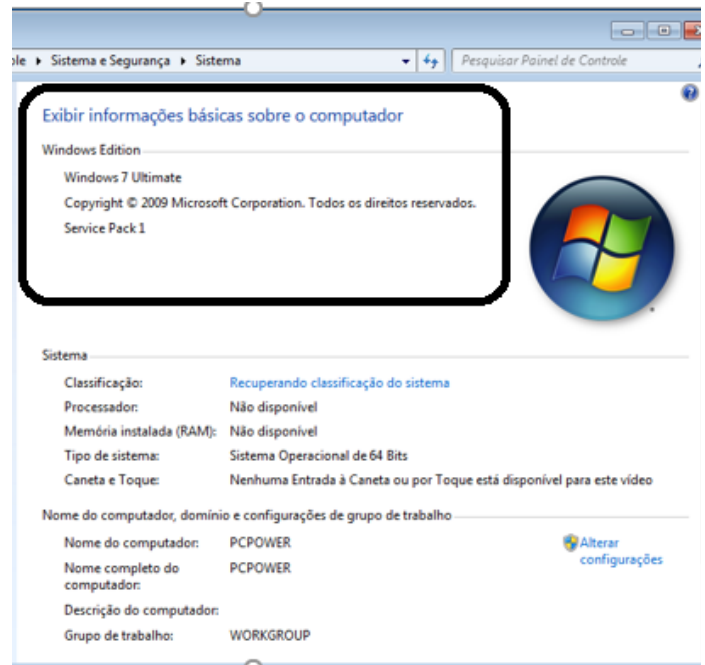 Sistema e Segurança
Sistema
Pesquisar Painel de Controle
Exibir informações básicas sobre o computador
Windows Edition
Windows 7 Ultimate
Copyright © 2009 Microsoft Corporation. Todos os direitos reservados.
Service Pack 1
Sistema
Classificação: Recuperando classificação do sistema
Processador: Não disponível
Memória instalada (RAM): Não disponível
Tipo de sistema: Sistema Operacional de 64 Bits
Caneta e Toque: Nenhuma Entrada à Caneta ou por Toque está disponível para este vídeo
Nome do computador, domínio e configurações de grupo de trabalho
Nome do computador: PCPOWER
Alterar
configurações
Nome completo do PCPOWER
computador:
Descrição do computador:
Grupo de trabalho: WORKGROUP